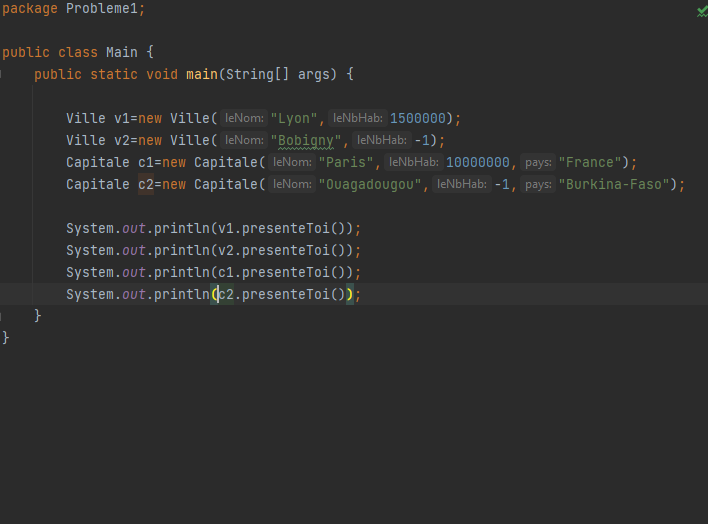 package Probleme1;
public class Main {
public static void main(String[] args) {
Ville v1=new Ville( leNom: "Lyon", leNbHab: 1500000);
Ville v2=new Ville( leNom: "Bobigny", leNbHab: -1);
Capitale c1=new Capitale( leNom: "Paris", leNbHab: 10000000, pays: "France");
Capitale c2=new Capitale( leNom: "Ouagadougou", leNbHab: -1, pays: "Burkina-Faso");
System.out.println(v1.presenteToi());
System.out.println(v2.presenteToi());
System.out.println(c1.presenteToi());
System.out.println(c2.presenteToi());
}
}